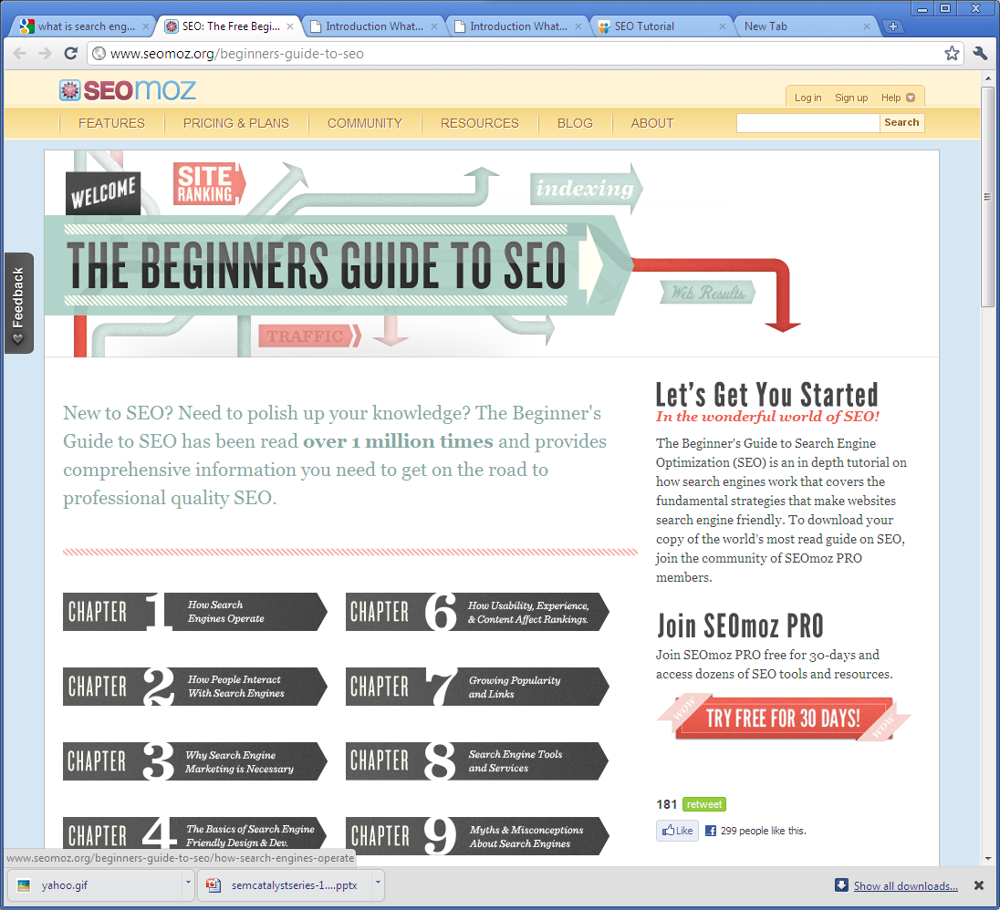 what is search eng...
SEO: The Free Begi...
Introduction What...
Introduction What...
SEO Tutorial
New Tab
www.seomoz.org/beginners-guide-to-seo
SEOmoz
Log in
Sign up
Help
FEATURES
PRICING & PLANS
COMMUNITY
RESOURCES
BLOG
ABOUT
Search
Feedback
WELCOME
SITE
RANKING
indexing
THE BEGINNERS GUIDE TO SEO
Web Results
TRAFFIC
New to SEO? Need to polish up your knowledge? The Beginner's
Guide to SEO has been read over 1 million times and provides
comprehensive information you need to get on the road to
professional quality SEO.
CHAPTER 1
How Search
Engines Operate
CHAPTER 2
How People Interact
With Search Engines
CHAPTER 3
Why Search Engine
Marketing is Necessary
CHAPTER 4
The Basics of Search Engine
Friendly Design & Dev.
CHAPTER 6
How Usability, Experience,
& Content Affect Rankings.
CHAPTER 7
Growing Popularity
and Links
CHAPTER 8
Search Engine Tools
and Services
CHAPTER 9
Myths & Misconceptions
About Search Engines
Let's Get You Started
In the wonderful world of SEO!
The Beginner's Guide to Search Engine
Optimization (SEO) is an in depth tutorial on
how search engines work that covers the
fundamental strategies that make websites
search engine friendly. To download your
copy of the world's most read guide on SEO,
join the community of SEOmoz PRO
members.
Join SEOmoz PRO
Join SEOmoz PRO free for 30-days and
access dozens of SEO tools and resources.
WOW
TRY FREE FOR 30 DAYS!
WOW
181 retweet
Like
299 people like this.
www.seomoz.org/beginners-guide-to-seo/how-search-engines-operate
yahoo.gif
semcatalystseries-1....pptx
Show all downloads...